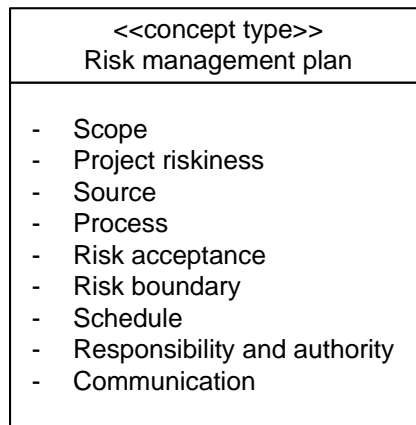 <<concept type>>
Risk management plan
- Scope
- Project riskiness
- Source
- Process
- Risk acceptance
- Risk boundary
- Schedule
- Responsibility and authority
- Communication